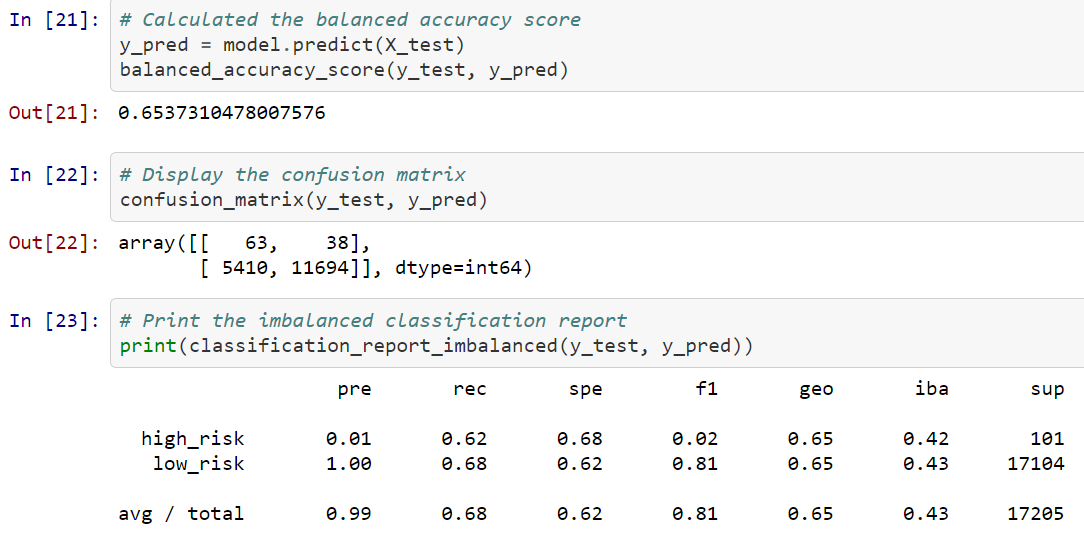 In [21]: # Calculated the balanced accuracy score
y_pred = model.predict(X_test)
balanced_accuracy_score(y_test, y_pred)
Out[21]: 0.6537310478007576
In [22]: # Display the confusion matrix
confusion_matrix(y_test, y_pred)
Out[22]: array([[   63,    38],
       [ 5410, 11694]], dtype=int64)
In [23]: # Print the imbalanced classification report
print(classification_report_imbalanced(y_test, y_pred))
pre rec spe f1 geo iba sup
high_risk 0.01 0.62 0.68 0.02 0.65 0.42 101
low_risk 1.00 0.68 0.62 0.81 0.65 0.43 17104
avg / total 0.99 0.68 0.62 0.81 0.65 0.43 17205